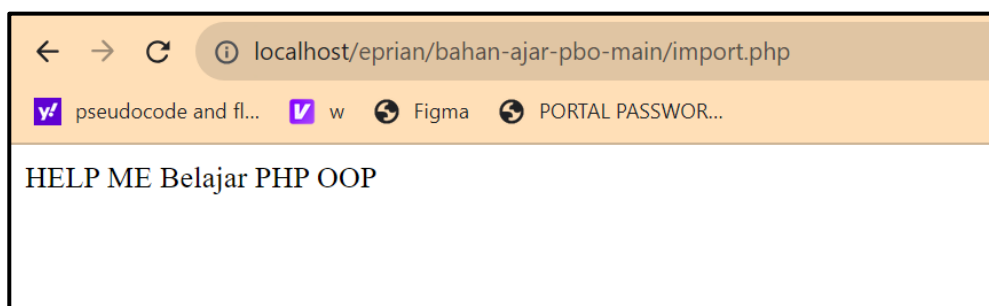 localhost/eprian/bahan-ajar-pbo-main/import.php
y! pseudocode and fl... V w Figma PORTAL PASSWOR...
HELP ME Belajar PHP OOP